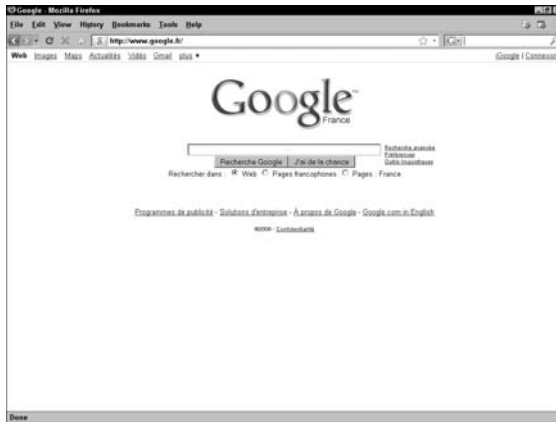 Google - Mozilla Firefox
File Edit View History Bookmarks Tools Help
http://www.google.fr/
Web Images Maps Actualités Vidéo Gmail plus ▼ iGoogle | Connexion
Google™
France
Recherche avancée
Préférences
Outils linguistiques
Recherche Google J'ai de la chance
Rechercher dans : Web Pages francophones Pages : France
Programmes de publicité - Solutions d'entreprise - À propos de Google - Google.com in English
Confidentialité
Done